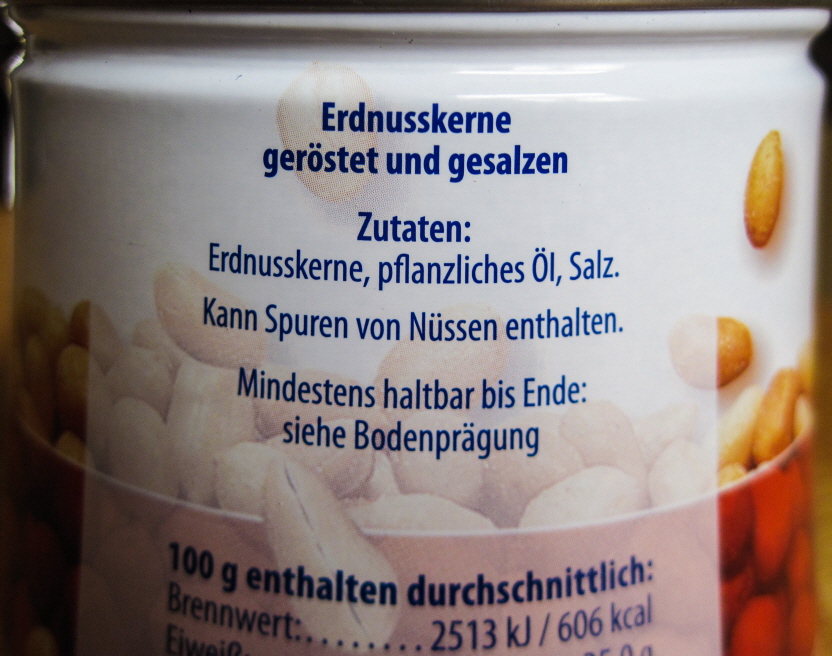 Erdnusskerne
geröstet und gesalzen
Zutaten:
Erdnusskerne, pflanzliches Öl, Salz.
Kann Spuren von Nüssen enthalten.
Mindestens haltbar bis Ende:
siehe Bodenprägung
100 g enthalten durchschnittlich:
Brennwert:......... 2513 kJ / 606 kcal
Eiweiß